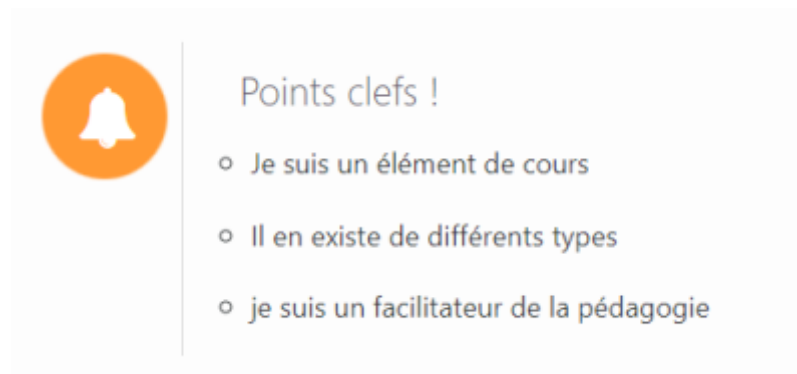 Points clefs !
Je suis un élément de cours
Il en existe de différents types
je suis un facilitateur de la pédagogie